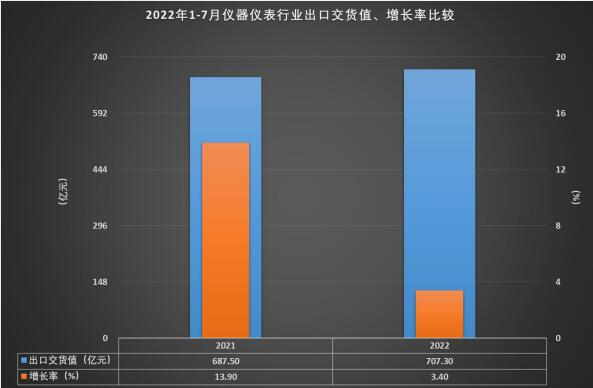 2022年1-7月仪器仪表行业出口交货值、增长率比较
740 20
592 16
444 12
296 8
148 4
0 0
(亿元)
(%)
2021 2022
出口交货值（亿元） 687.50 707.30
增长率（%） 13.90 3.40